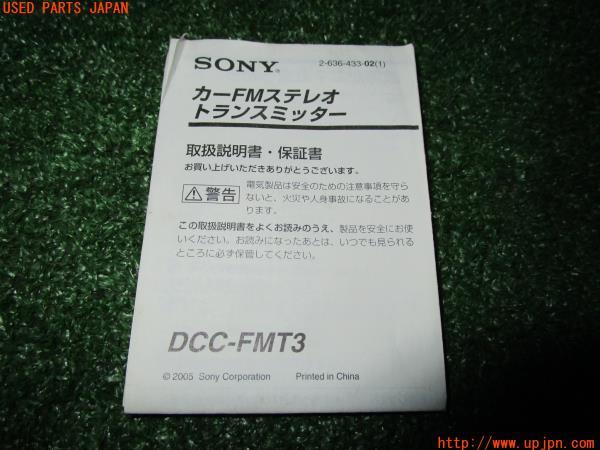 USED PARTS JAPAN
SONY®
2-636-433-02(1)
カーFMステレオ
トランスミッター
取扱説明書・保証書
お買い上げいただきありがとうございます。
警告
電気製品は安全のための注意事項を守ら
ないと、火災や人身事故になることがあ
ります。
この取扱説明書をよくお読みのうえ、製品を安全にお使
いください。お読みになったあとは、いつでも見られる
ところに必ず保管してください。
DCC-FMT3
© 2005 Sony Corporation Printed in China
http://www.upjpn.com/